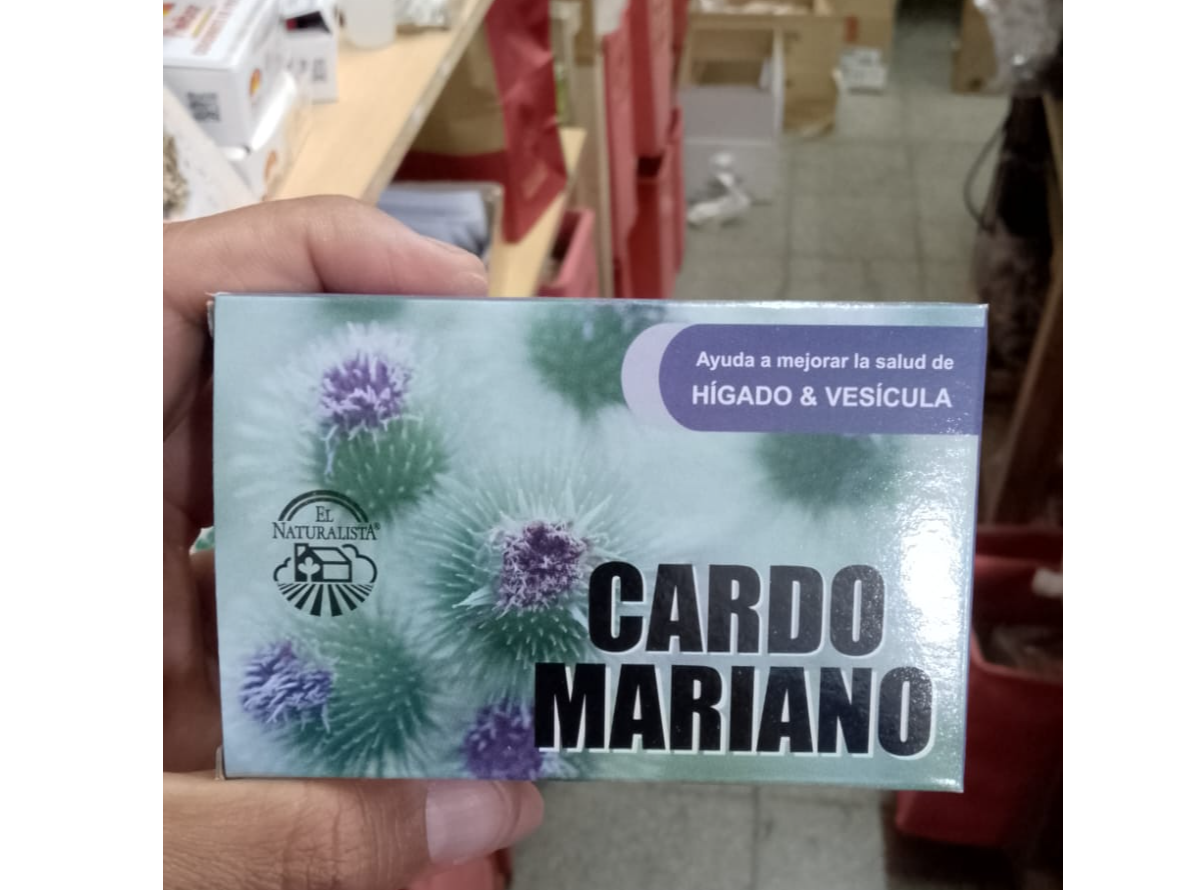 Ayuda a mejorar la salud de
HÍGADO & VESÍCULA
EL
NATURALISTA®
CARDO
MARIANO